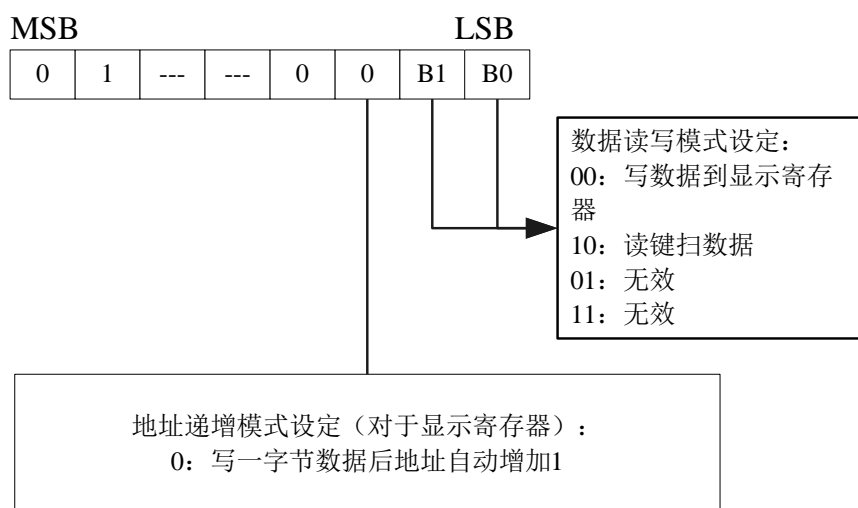 MSB LSB
0 1 --- --- 0 0 B1 B0
数据读写模式设定：
00：写数据到显示寄存
器
10：读键扫数据
01：无效
11：无效
地址递增模式设定（对于显示寄存器）：
0：写一字节数据后地址自动增加1